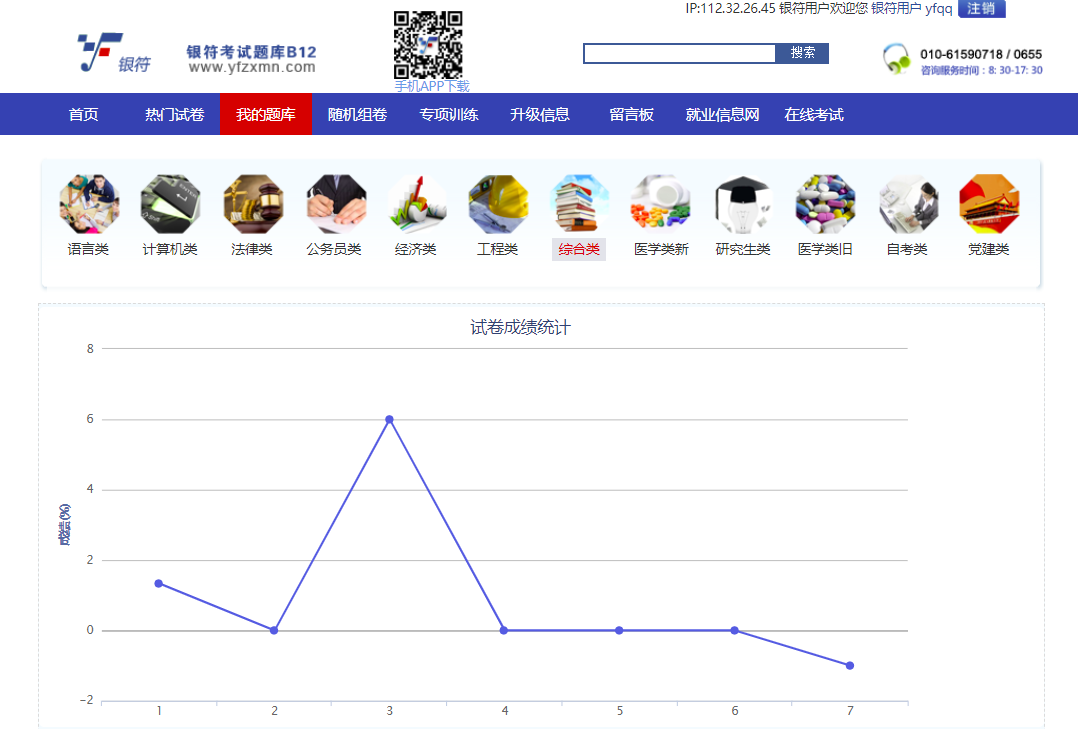 IP:112.32.26.45 银符用户欢迎您 银符用户 yfqq 注销
银符
银符考试题库B12
www.yfzxmn.com
手机APP下载
搜索
010-61590718 / 0655
咨询服务时间：8: 30-17: 30
首页 热门试卷 我的题库 随机组卷 专项训练 升级信息 留言板 就业信息网 在线考试
语言类 计算机类 法律类 公务员类 经济类 工程类 综合类 医学类新 研究生类 医学类旧 自考类 党建类
试卷成绩统计
8
6
4
成绩(%)
2
0
-2
1 2 3 4 5 6 7